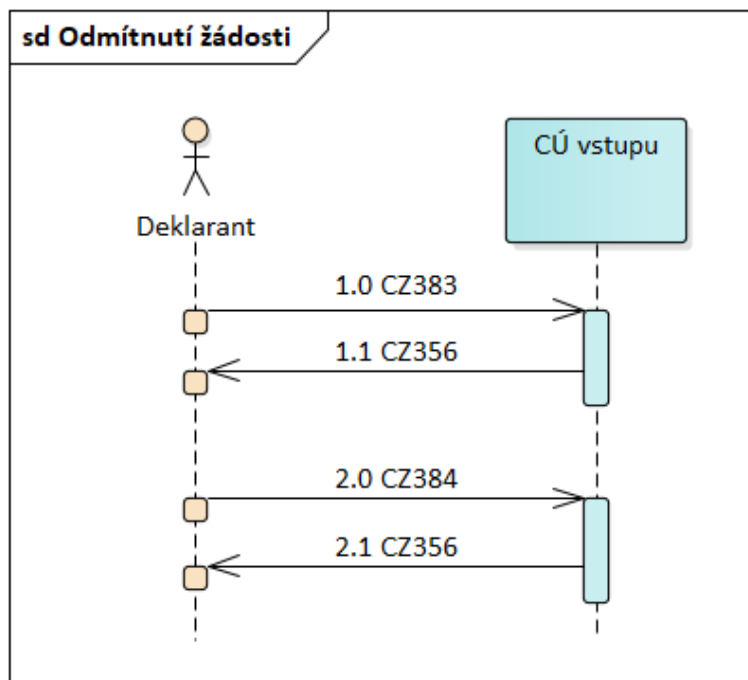 sd Odmítnutí žádosti
CÚ vstupu
Deklarant
1.0 CZ383
1.1 CZ356
2.0 CZ384
2.1 CZ356